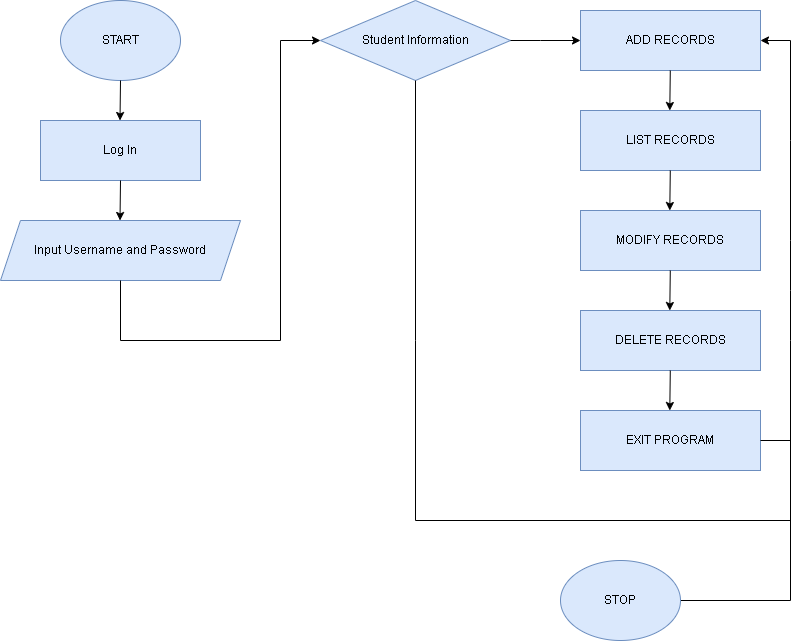 START
Log In
Input Username and Password
Student Information
ADD RECORDS
LIST RECORDS
MODIFY RECORDS
DELETE RECORDS
EXIT PROGRAM
STOP